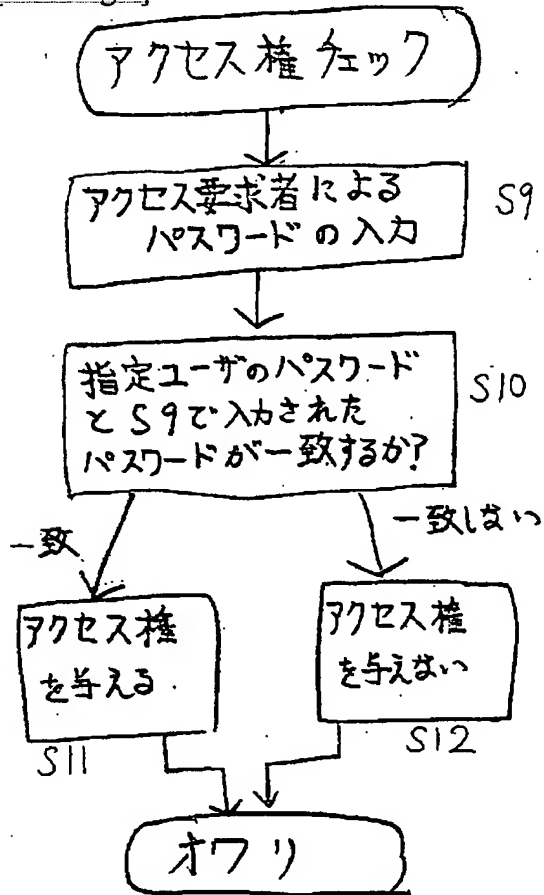 アクセス権チェック
アクセス要求者による
パスワードの入力
S9
指定ユーザのパスワード
とS9で入力された
パスワードが一致するか?
S10
一致
一致しない
アクセス権
を与える
S11
アクセス権
を与えない
S12
オワリ